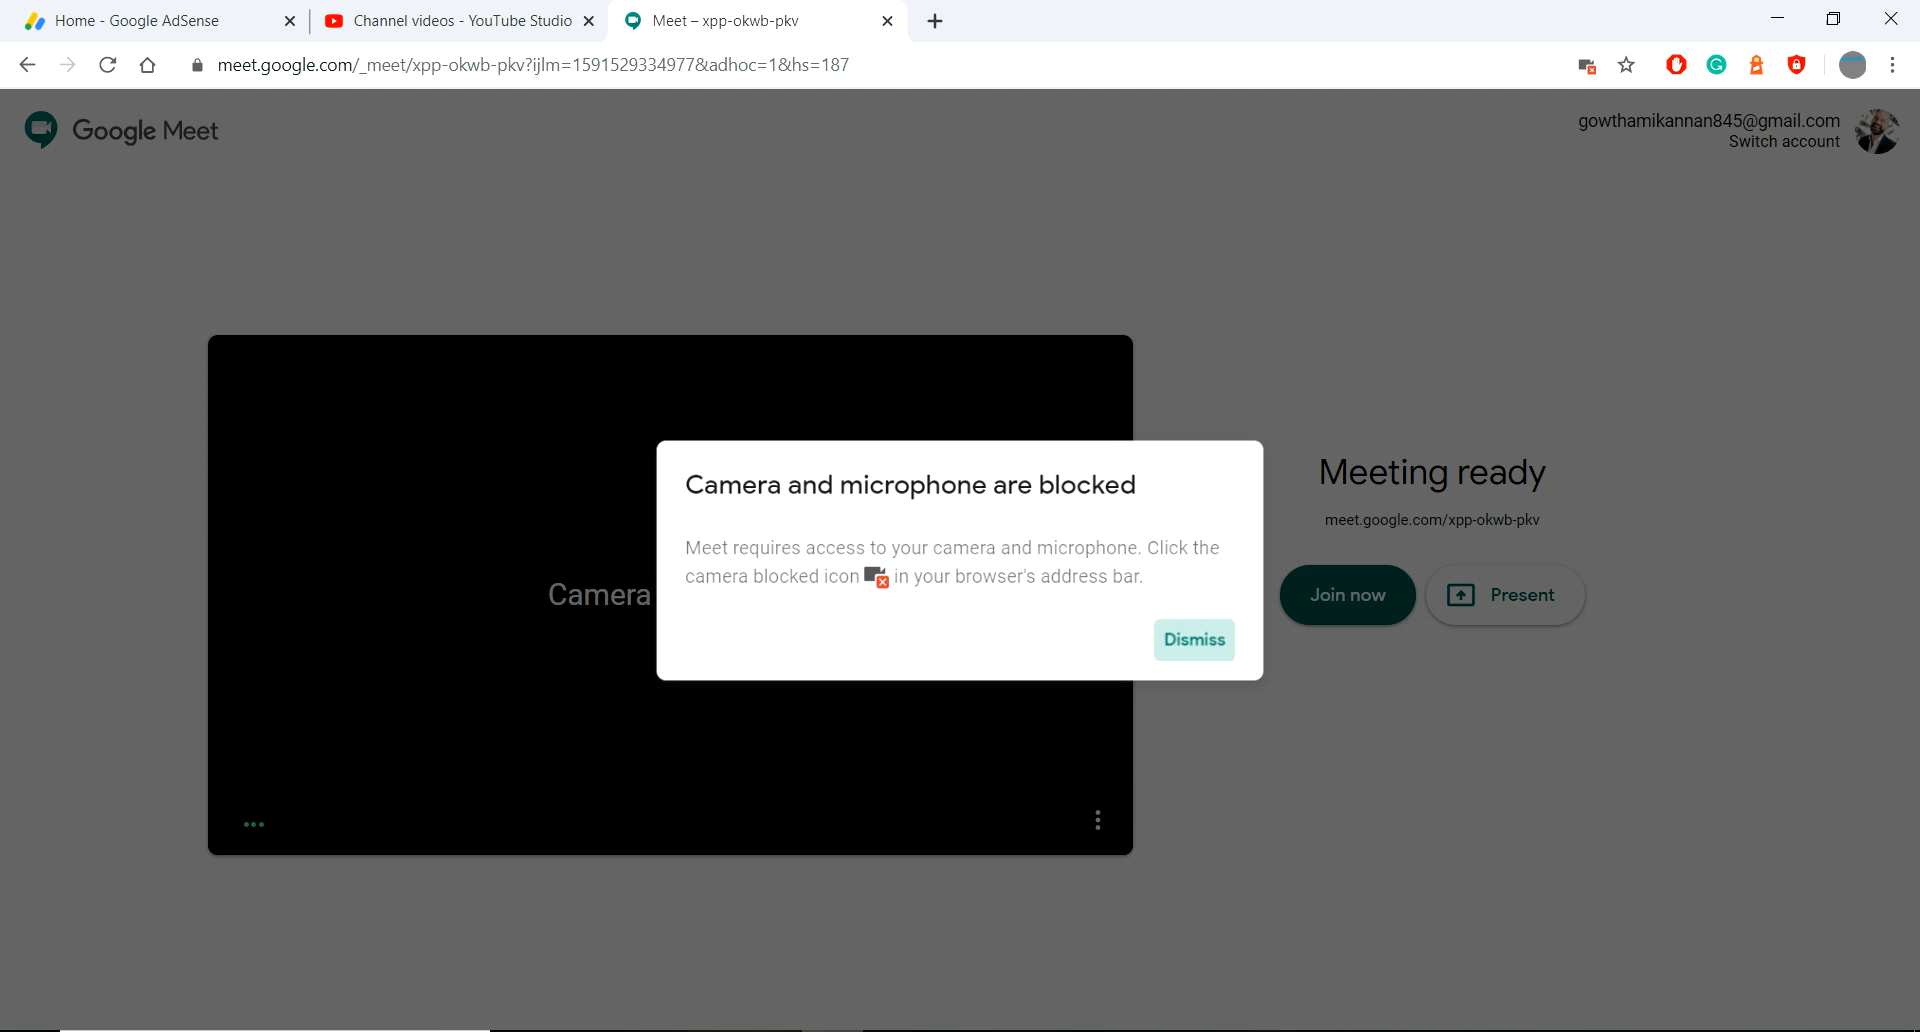 Home - Google AdSense
Channel videos - YouTube Studio
Meet – xpp-okwb-pkv
meet.google.com/_meet/xpp-okwb-pkv?ijlm=1591529334977&adhoc=1&hs=187
Google Meet
gowthamikannan845@gmail.com
Switch account
Camera and microphone are blocked
Meet requires access to your camera and microphone. Click the
camera blocked icon in your browser's address bar.
Dismiss
Camera
Meeting ready
meet.google.com/xpp-okwb-pkv
Join now
Present